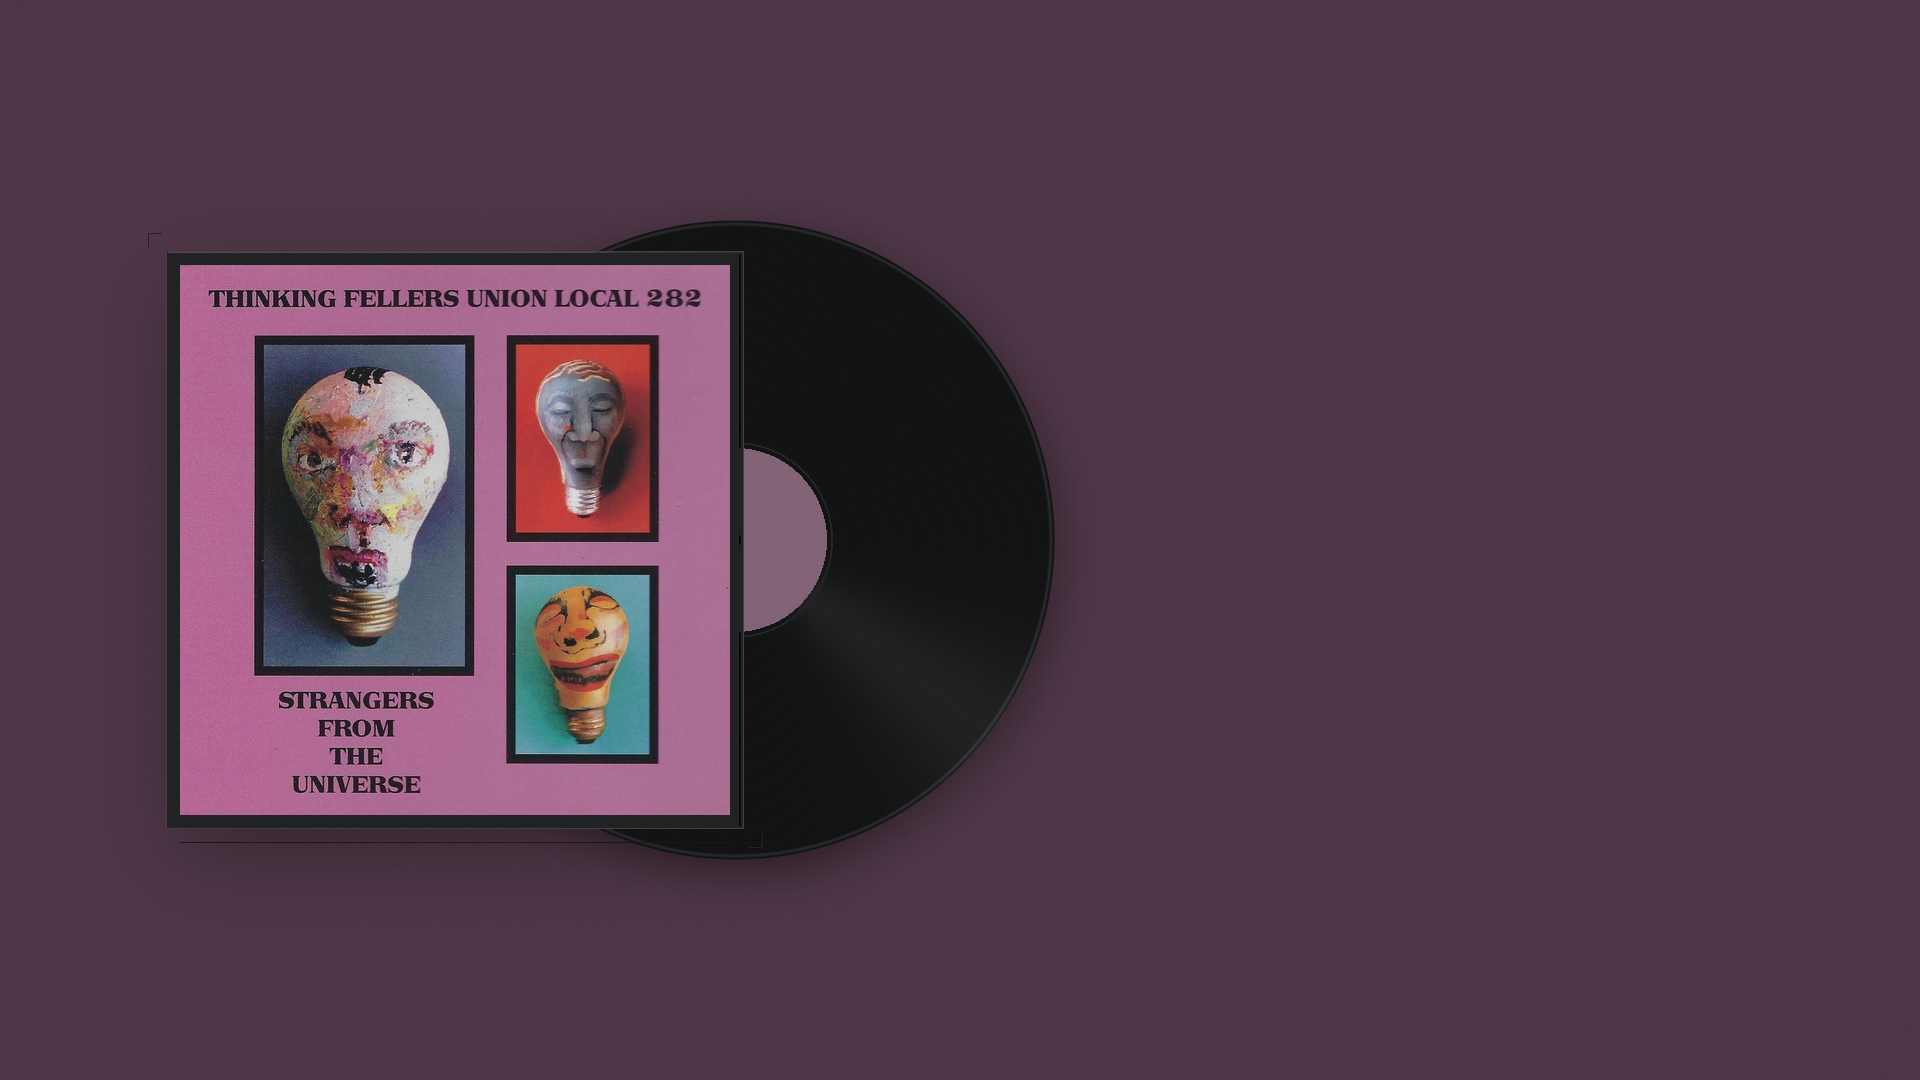 THINKING FELLERS UNION LOCAL 282
STRANGERS
FROM
THE
UNIVERSE